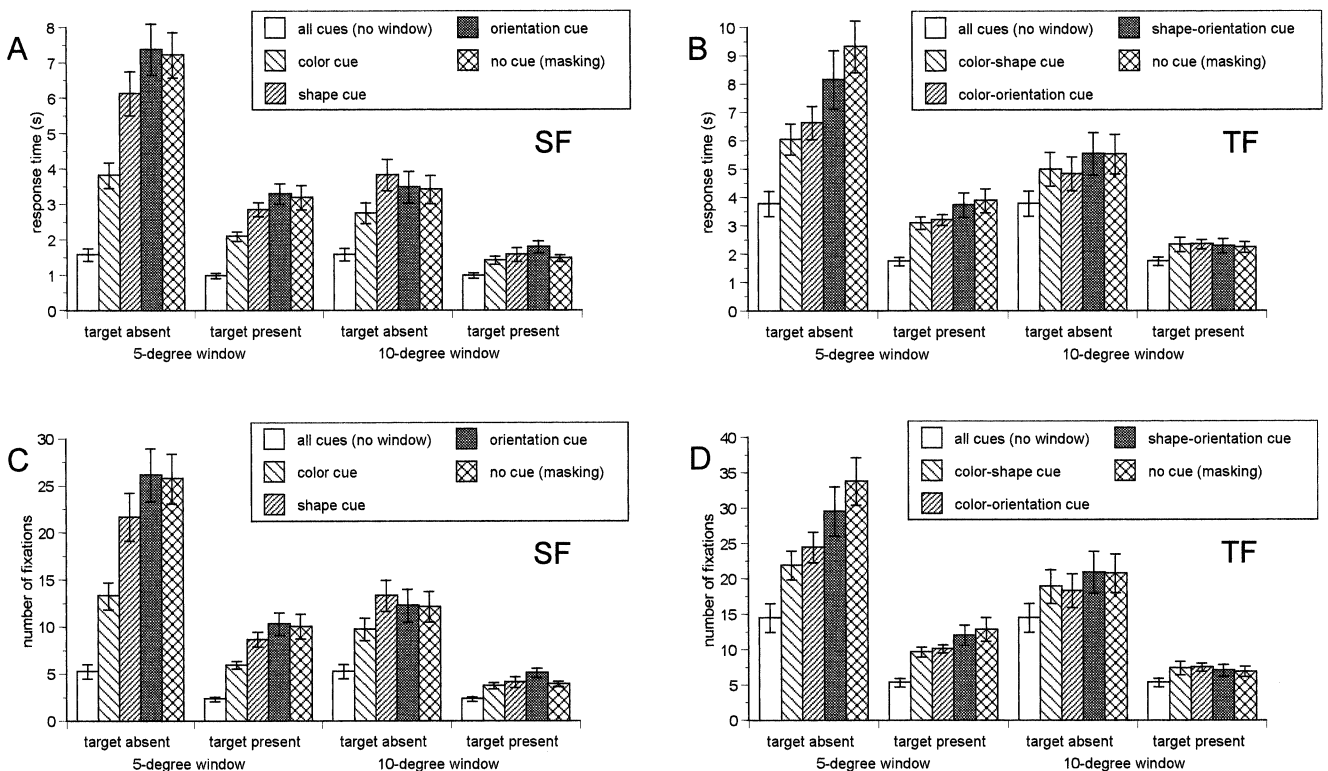 A
response time (s)
8
7
6
5
4
3
2
1
0
all cues (no window)
color cue
shape cue
orientation cue
no cue (masking)
SF
target absent target present target absent target present
5-degree window 10-degree window
B
response time (s)
10
9
8
7
6
5
4
3
2
1
0
all cues (no window)
color-shape cue
color-orientation cue
shape-orientation cue
no cue (masking)
TF
target absent target present target absent target present
5-degree window 10-degree window
C
number of fixations
30
25
20
15
10
5
0
all cues (no window)
color cue
shape cue
orientation cue
no cue (masking)
SF
target absent target present target absent target present
5-degree window 10-degree window
D
number of fixations
40
35
30
25
20
15
10
5
0
all cues (no window)
color-shape cue
color-orientation cue
shape-orientation cue
no cue (masking)
TF
target absent target present target absent target present
5-degree window 10-degree window